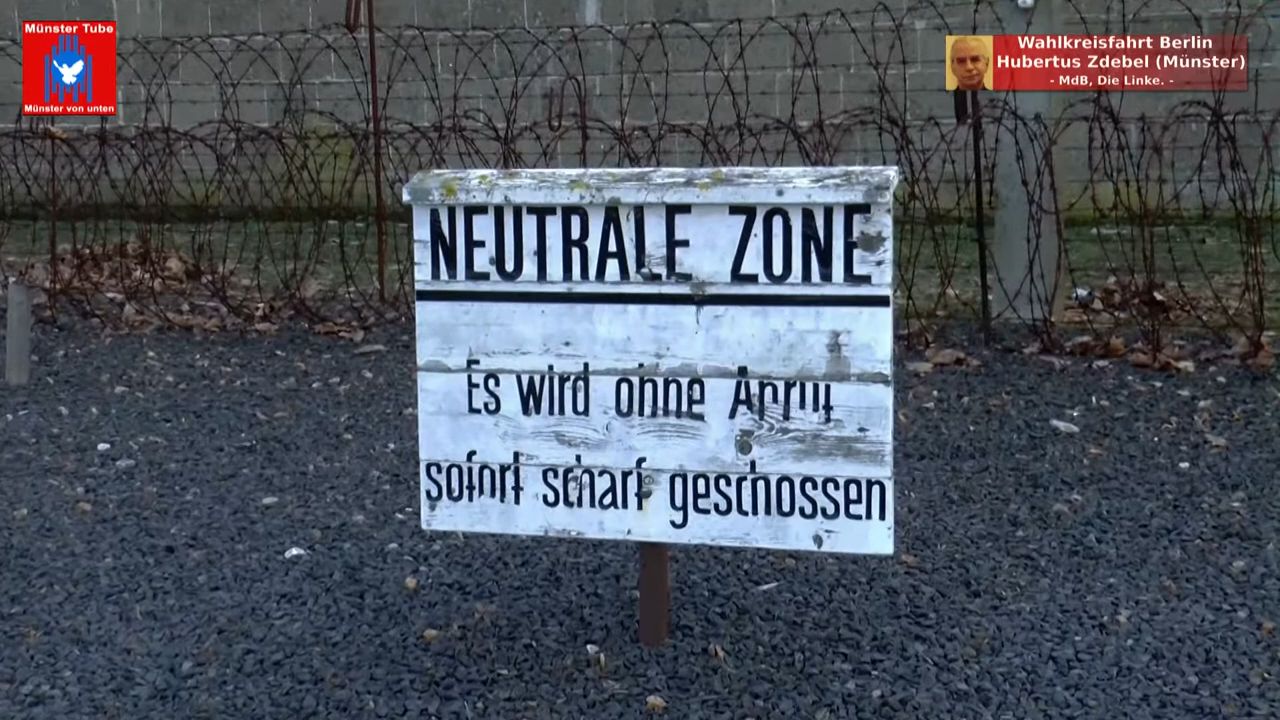 Münster Tube
Münster von unten
Wahlkreisfahrt Berlin
Hubertus Zdebel (Münster)
- MdB, Die Linke. -
NEUTRALE ZONE
Es wird ohne Anruf
sofort scharf geschossen